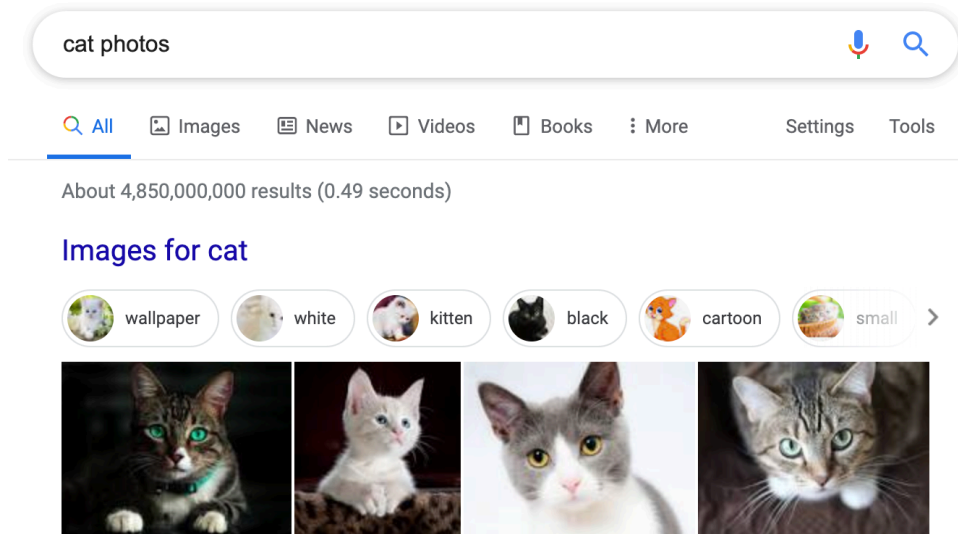 cat photos
All Images News Videos Books More Settings Tools
About 4,850,000,000 results (0.49 seconds)
Images for cat
wallpaper white kitten black cartoon small